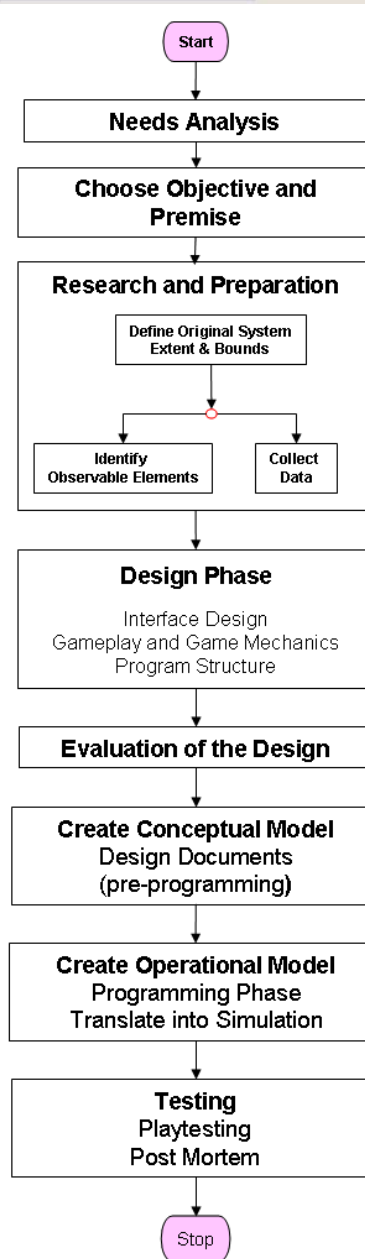 Start
Needs Analysis
Choose Objective and
Premise
Research and Preparation
Define Original System
Extent & Bounds
Identify
Observable Elements
Collect
Data
Design Phase
Interface Design
Gameplay and Game Mechanics
Program Structure
Evaluation of the Design
Create Conceptual Model
Design Documents
(pre-programming)
Create Operational Model
Programming Phase
Translate into Simulation
Testing
Playtesting
Post Mortem
Stop